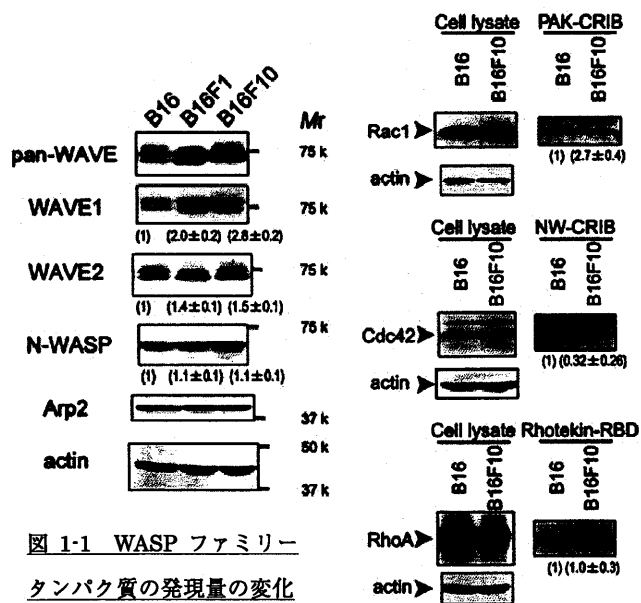 B16
B16F1
B16F10
Mr
pan-WAVE
75 k
WAVE1
75 k
(1) (2.0±0.2) (2.8±0.2)
WAVE2
75 k
(1) (1.4±0.1) (1.5±0.1)
75 k
N-WASP
(1) (1.1±0.1) (1.1±0.1)
Arp2
37 k
50 k
actin
37 k
図 1-1 WASP ファミリー
タンパク質の発現量の変化
Cell lysate PAK-CRIB
B16 B16F10 B16 B16F10
Rac1
(1) (2.7±0.4)
actin
Cell lysate NW-CRIB
B16 B16F10 B16 B16F10
Cdc42
(1) (0.32±0.26)
actin
Cell lysate Rhotekin-RBD
B16 B16F10 B16 B16F10
RhoA
(1) (1.0±0.3)
actin